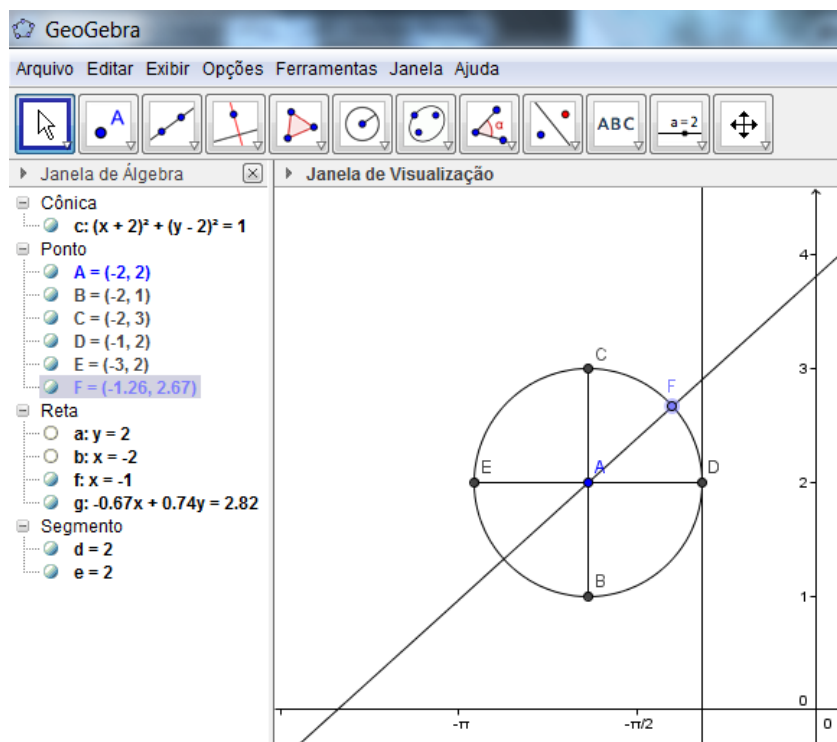 GeoGebra
Arquivo Editar Exibir Opções Ferramentas Janela Ajuda
A
α
ABC
a=2
Janela de Álgebra
Cônica
c: (x + 2)² + (y - 2)² = 1
Ponto
A = (-2, 2)
B = (-2, 1)
C = (-2, 3)
D = (-1, 2)
E = (-3, 2)
F = (-1.26, 2.67)
Reta
a: y = 2
b: x = -2
f: x = -1
g: -0.67x + 0.74y = 2.82
Segmento
d = 2
e = 2
Janela de Visualização
4
C
3
F
E
A
D
2
B
1
0
-π
-π/2
0